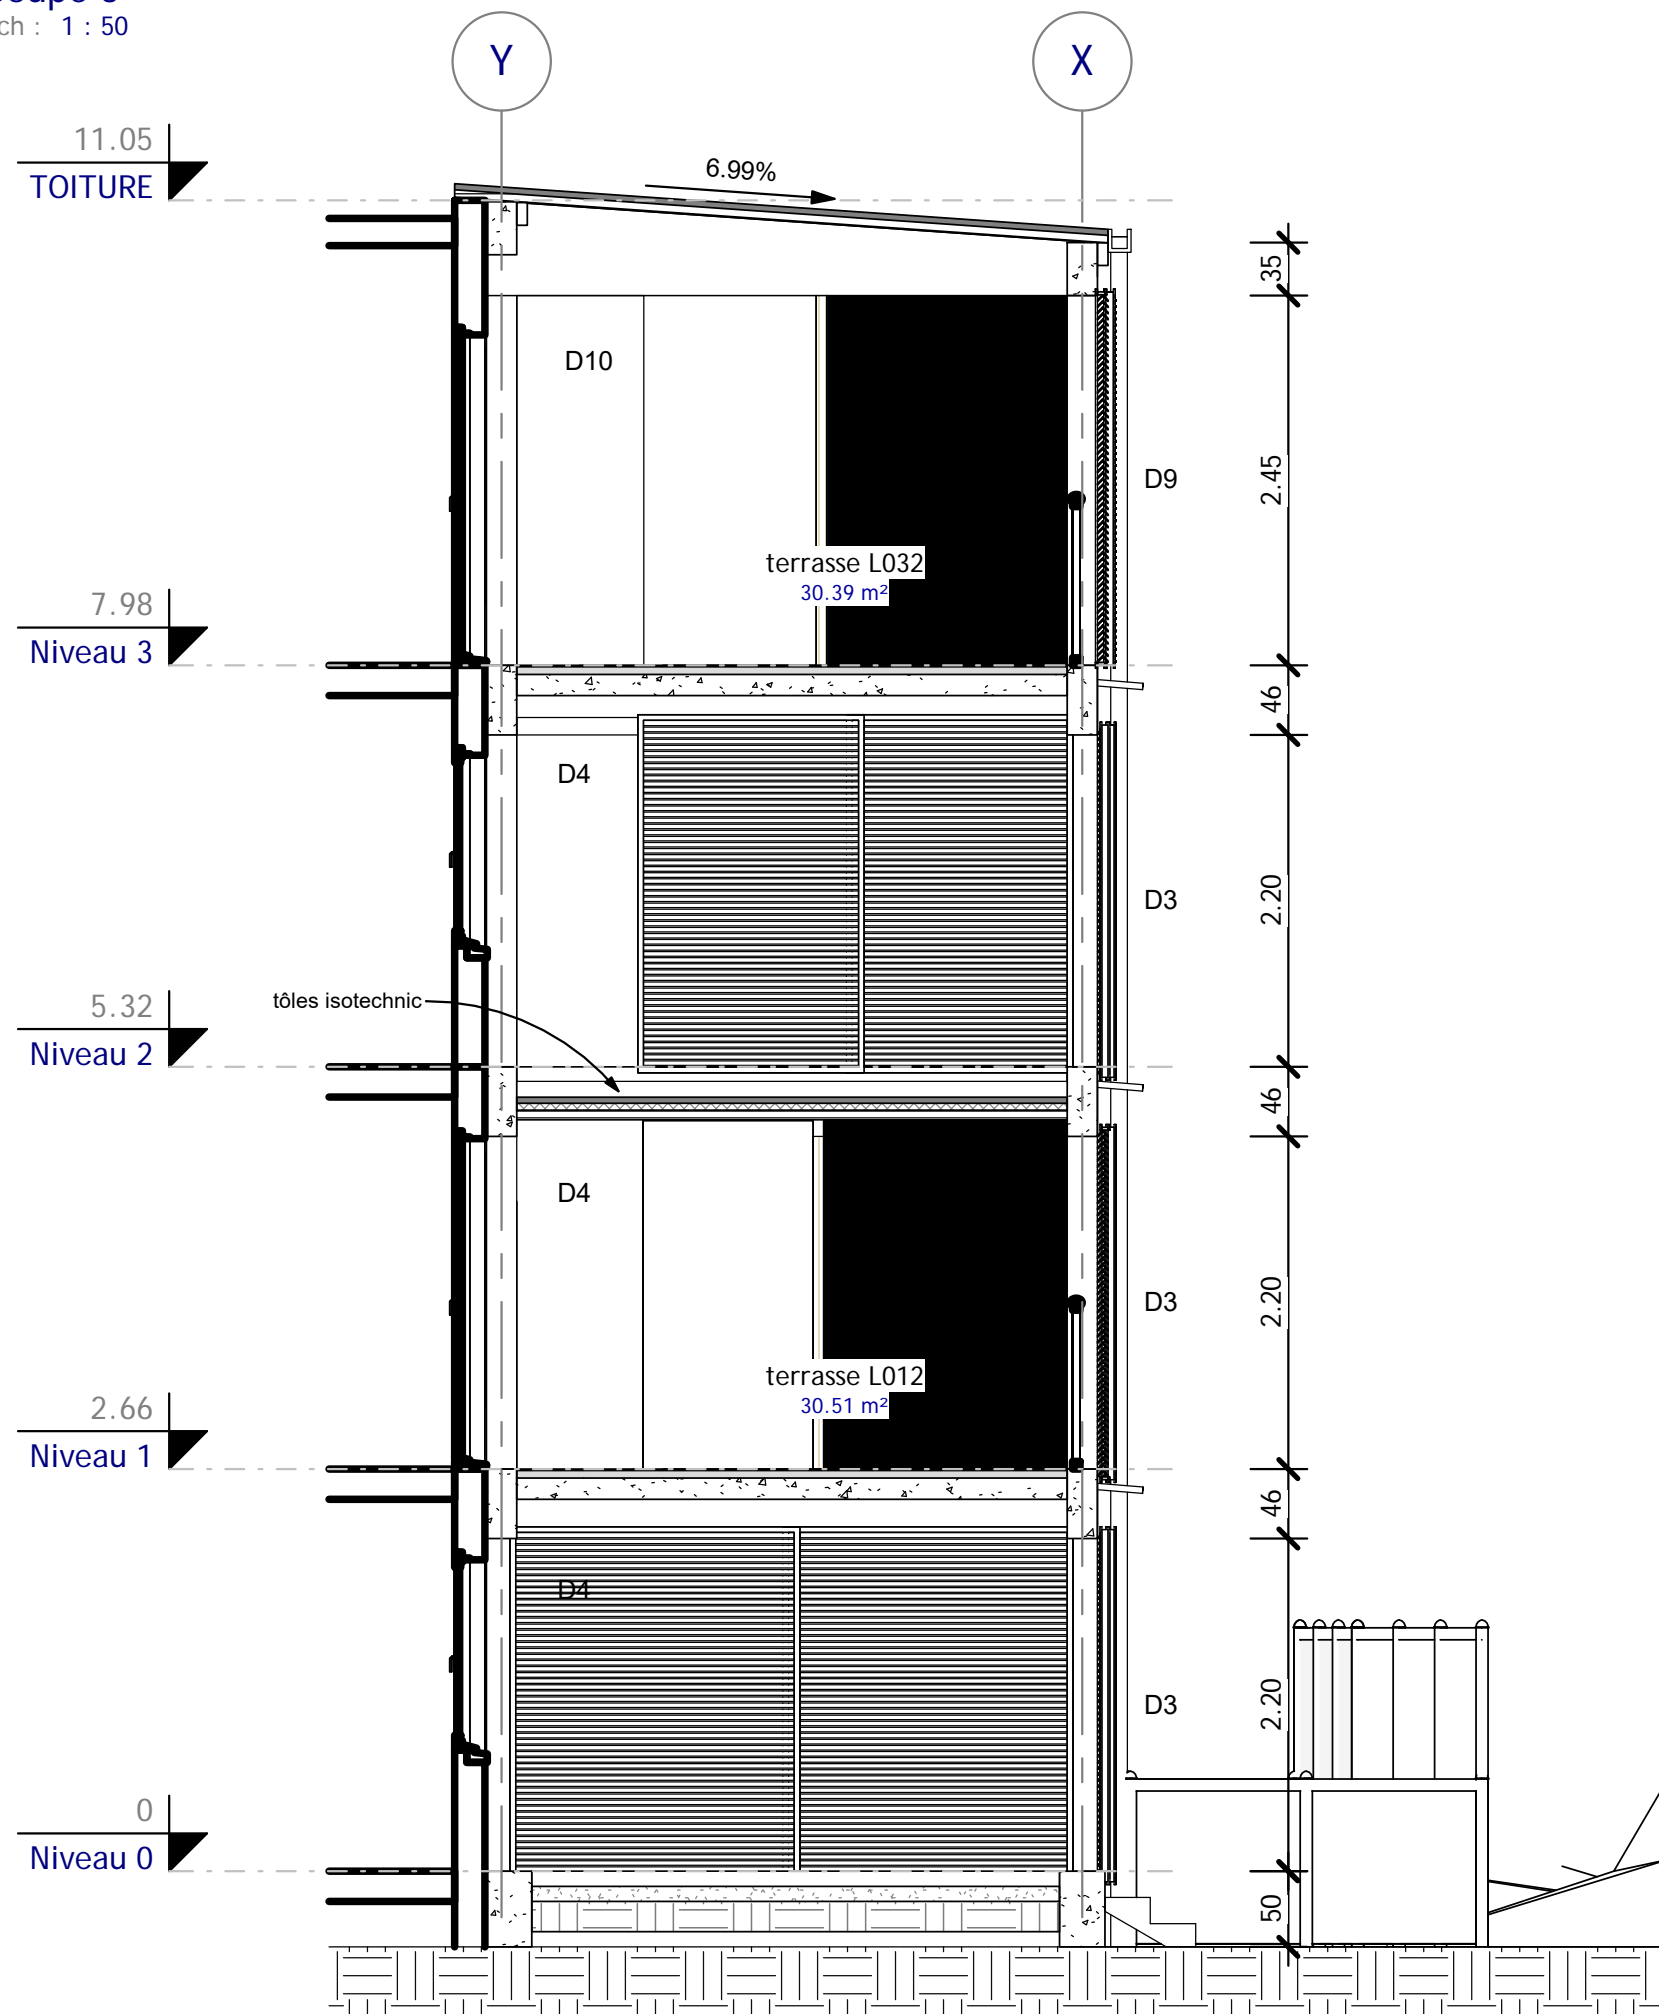 1 : 50
Y
X
11.05
TOITURE
6.99%
35
D10
2.45
D9
terrasse L032
30.39 m²
7.98
Niveau 3
46
D4
2.20
D3
tôles isotechnic
5.32
Niveau 2
46
D4
2.20
D3
terrasse L012
30.51 m²
2.66
Niveau 1
46
D4
2.20
D3
0
Niveau 0
50